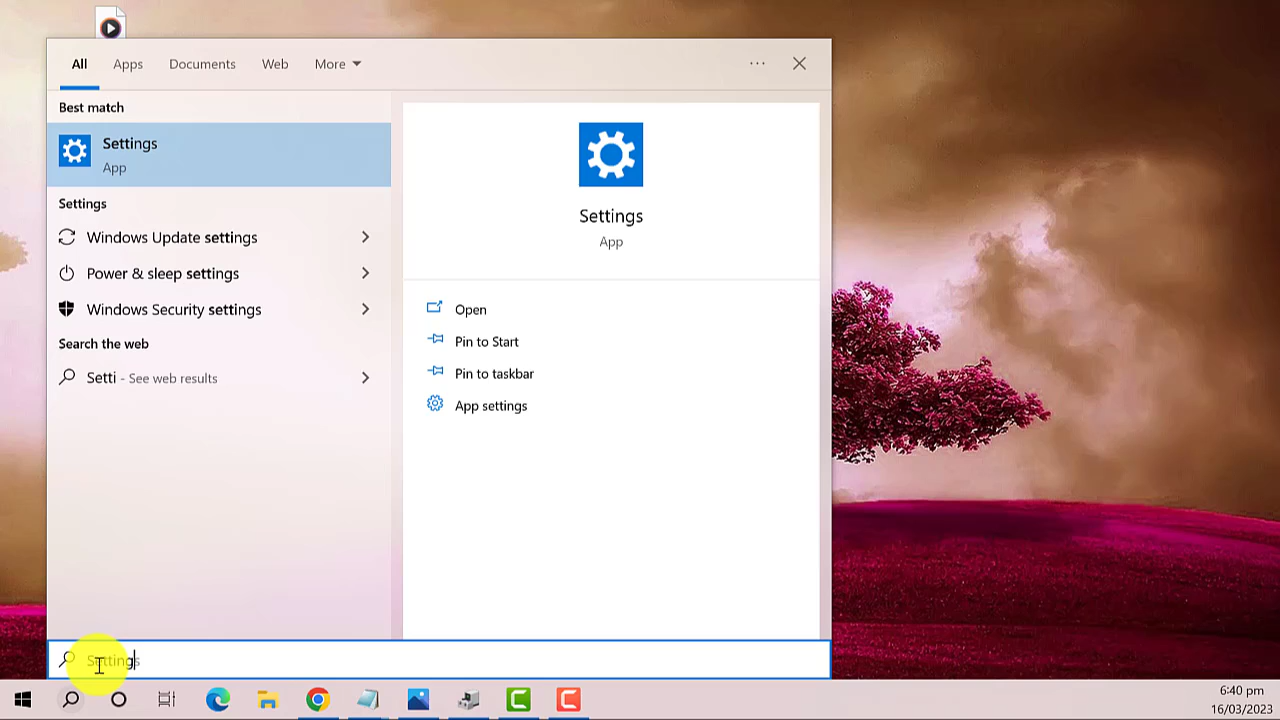 All Apps Documents Web More
Best match
Settings
App
Settings
Windows Update settings
Power & sleep settings
Windows Security settings
Search the web
Setti - See web results
Settings
App
Open
Pin to Start
Pin to taskbar
App settings
Settings
6:40 pm
16/03/2023